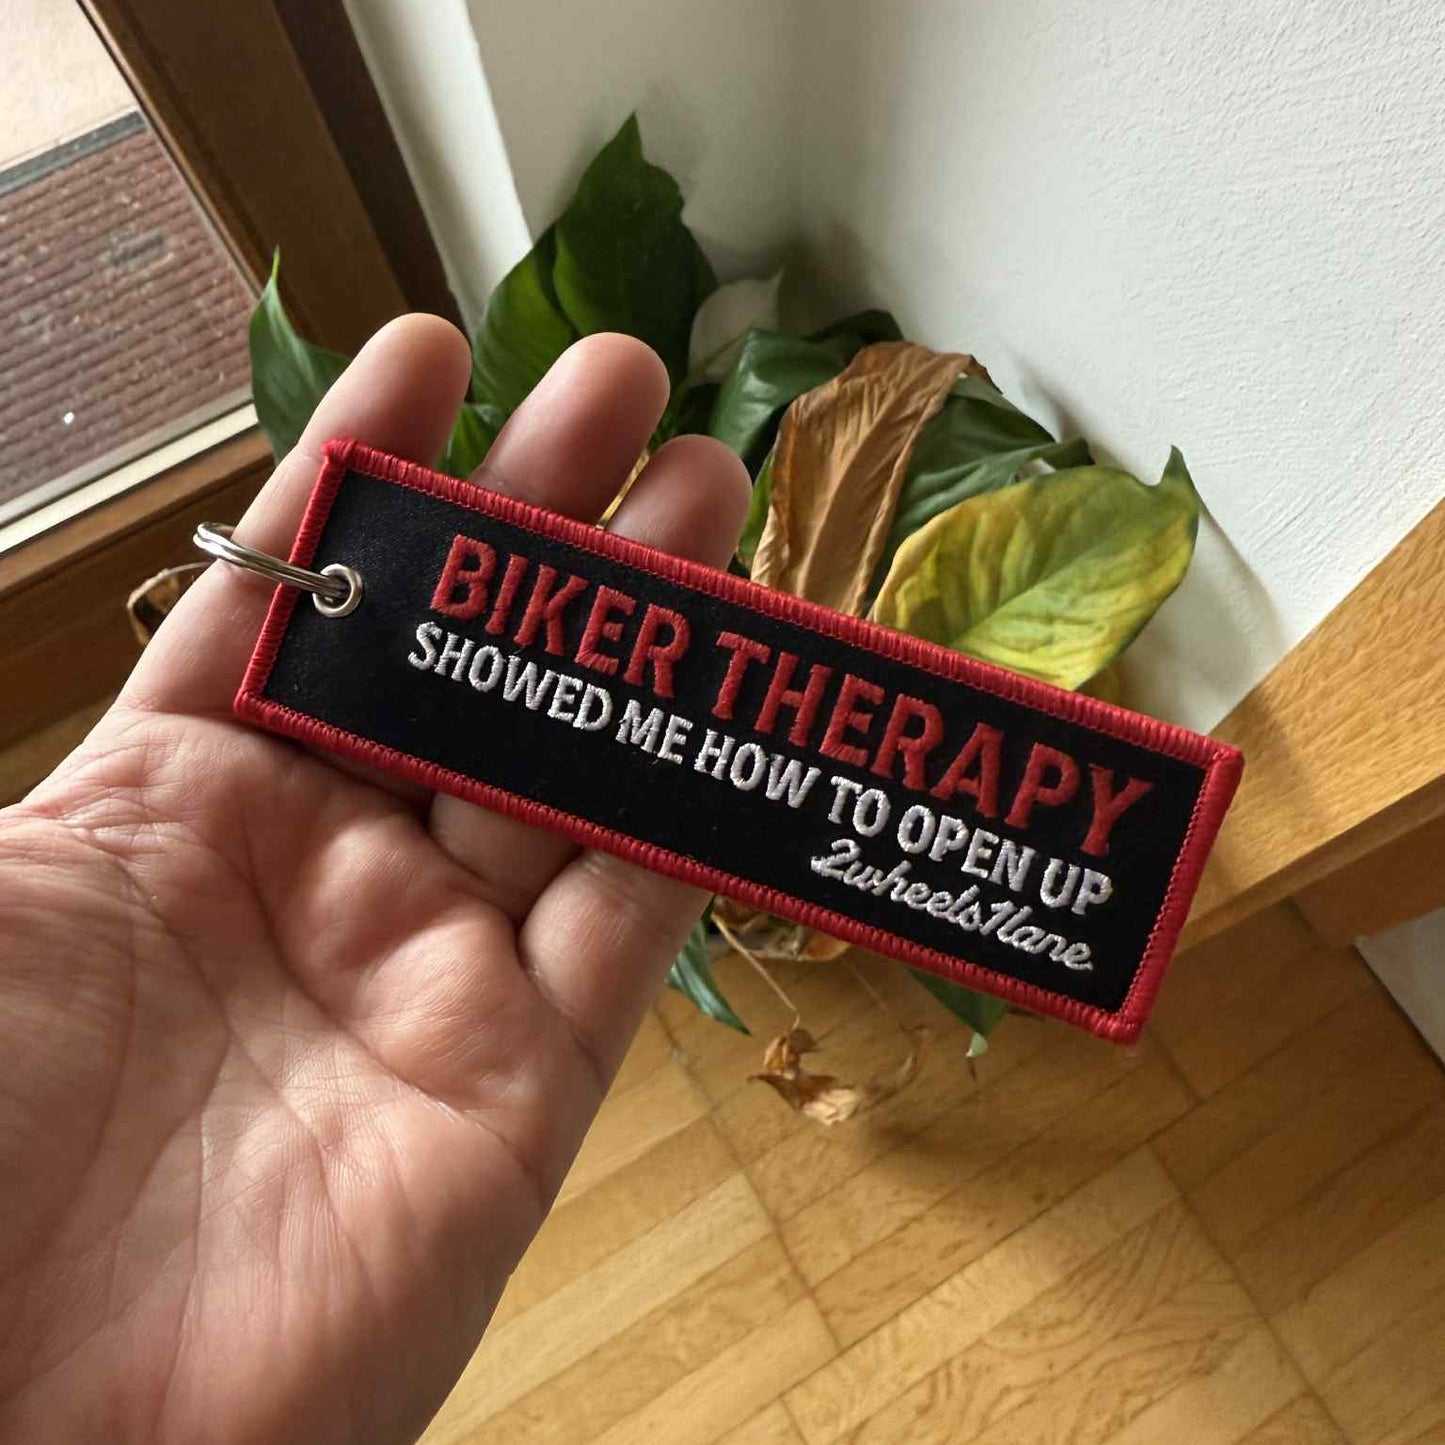 BIKER THERAPY
SHOWED ME HOW TO OPEN UP
2wheels1lane